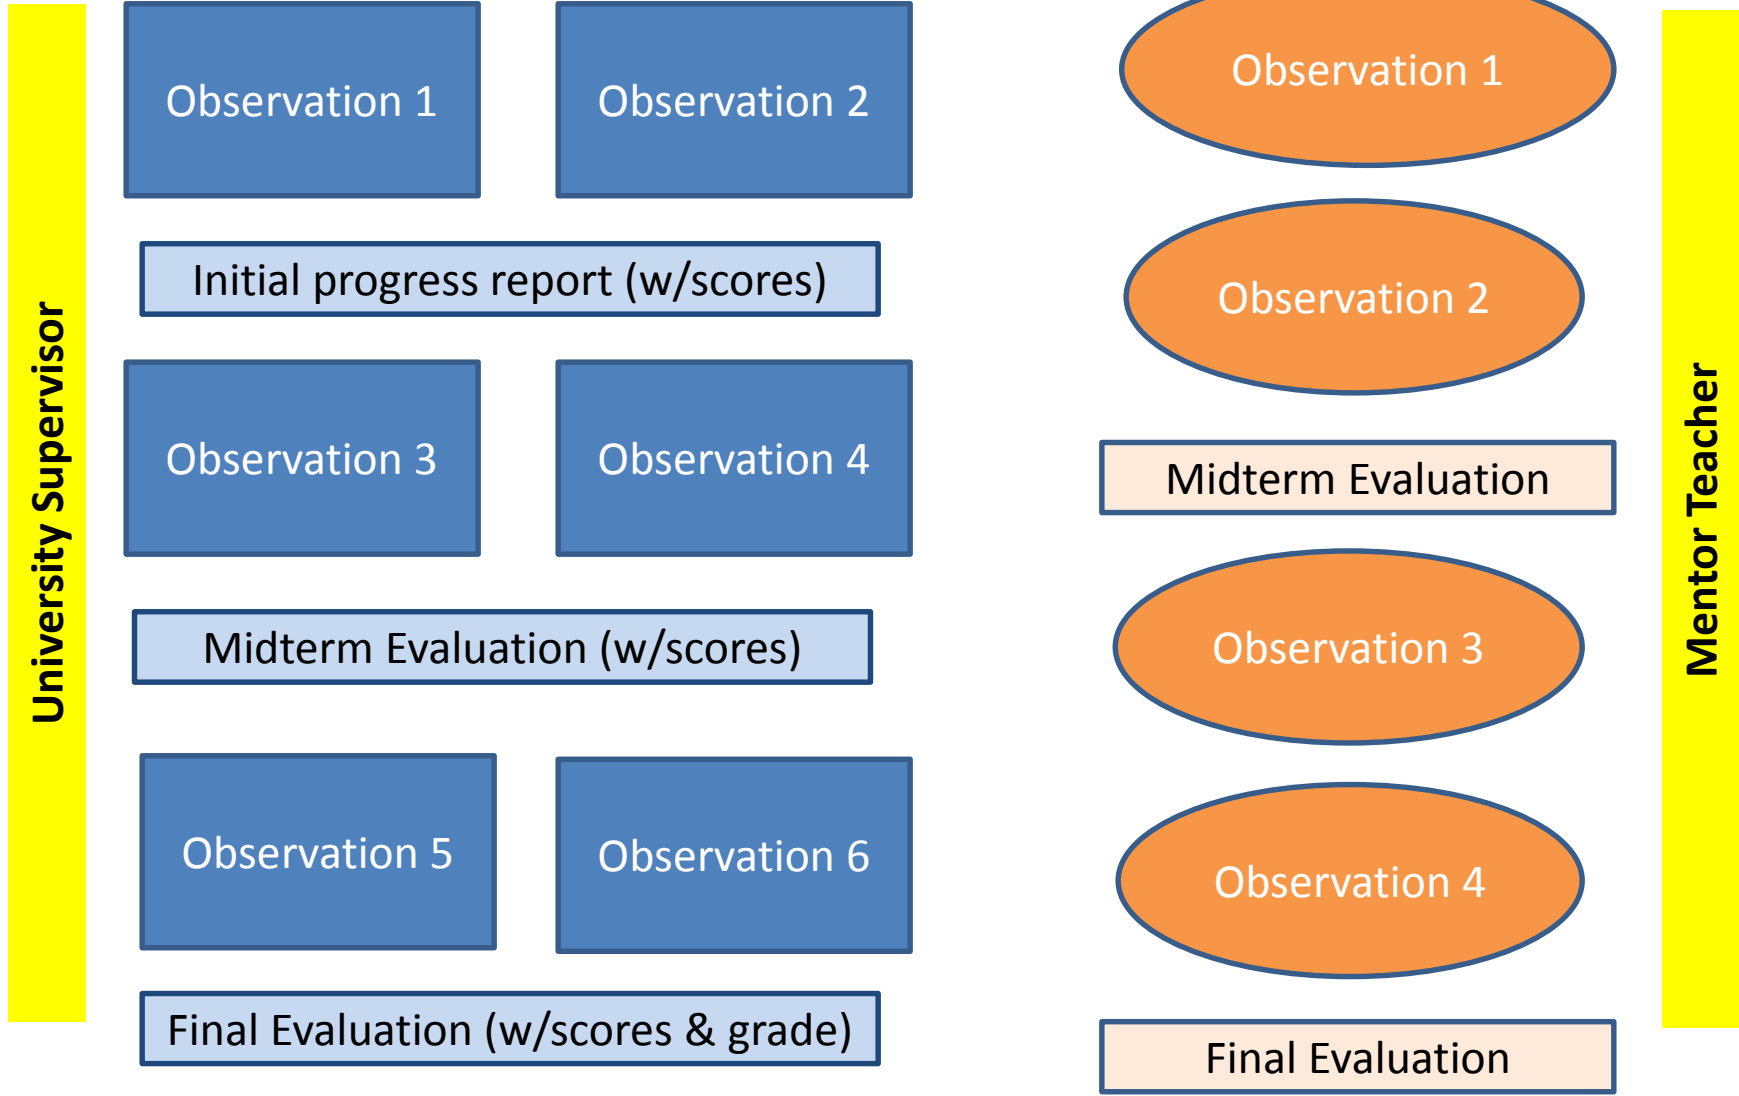 University Supervisor
Observation 1
Observation 2
Initial progress report (w/scores)
Observation 3
Observation 4
Midterm Evaluation (w/scores)
Observation 5
Observation 6
Final Evaluation (w/scores & grade)
Observation 1
Observation 2
Midterm Evaluation
Observation 3
Observation 4
Final Evaluation
Mentor Teacher